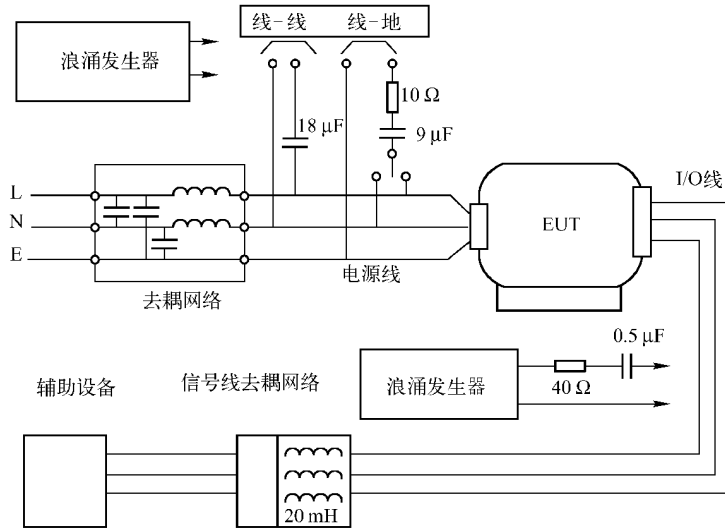 线-线
线-地
浪涌发生器
10 Ω
18 μF
9 μF
L
N
E
I/O线
EUT
电源线
去耦网络
0.5 μF
辅助设备
信号线去耦网络
浪涌发生器
40 Ω
20 mH